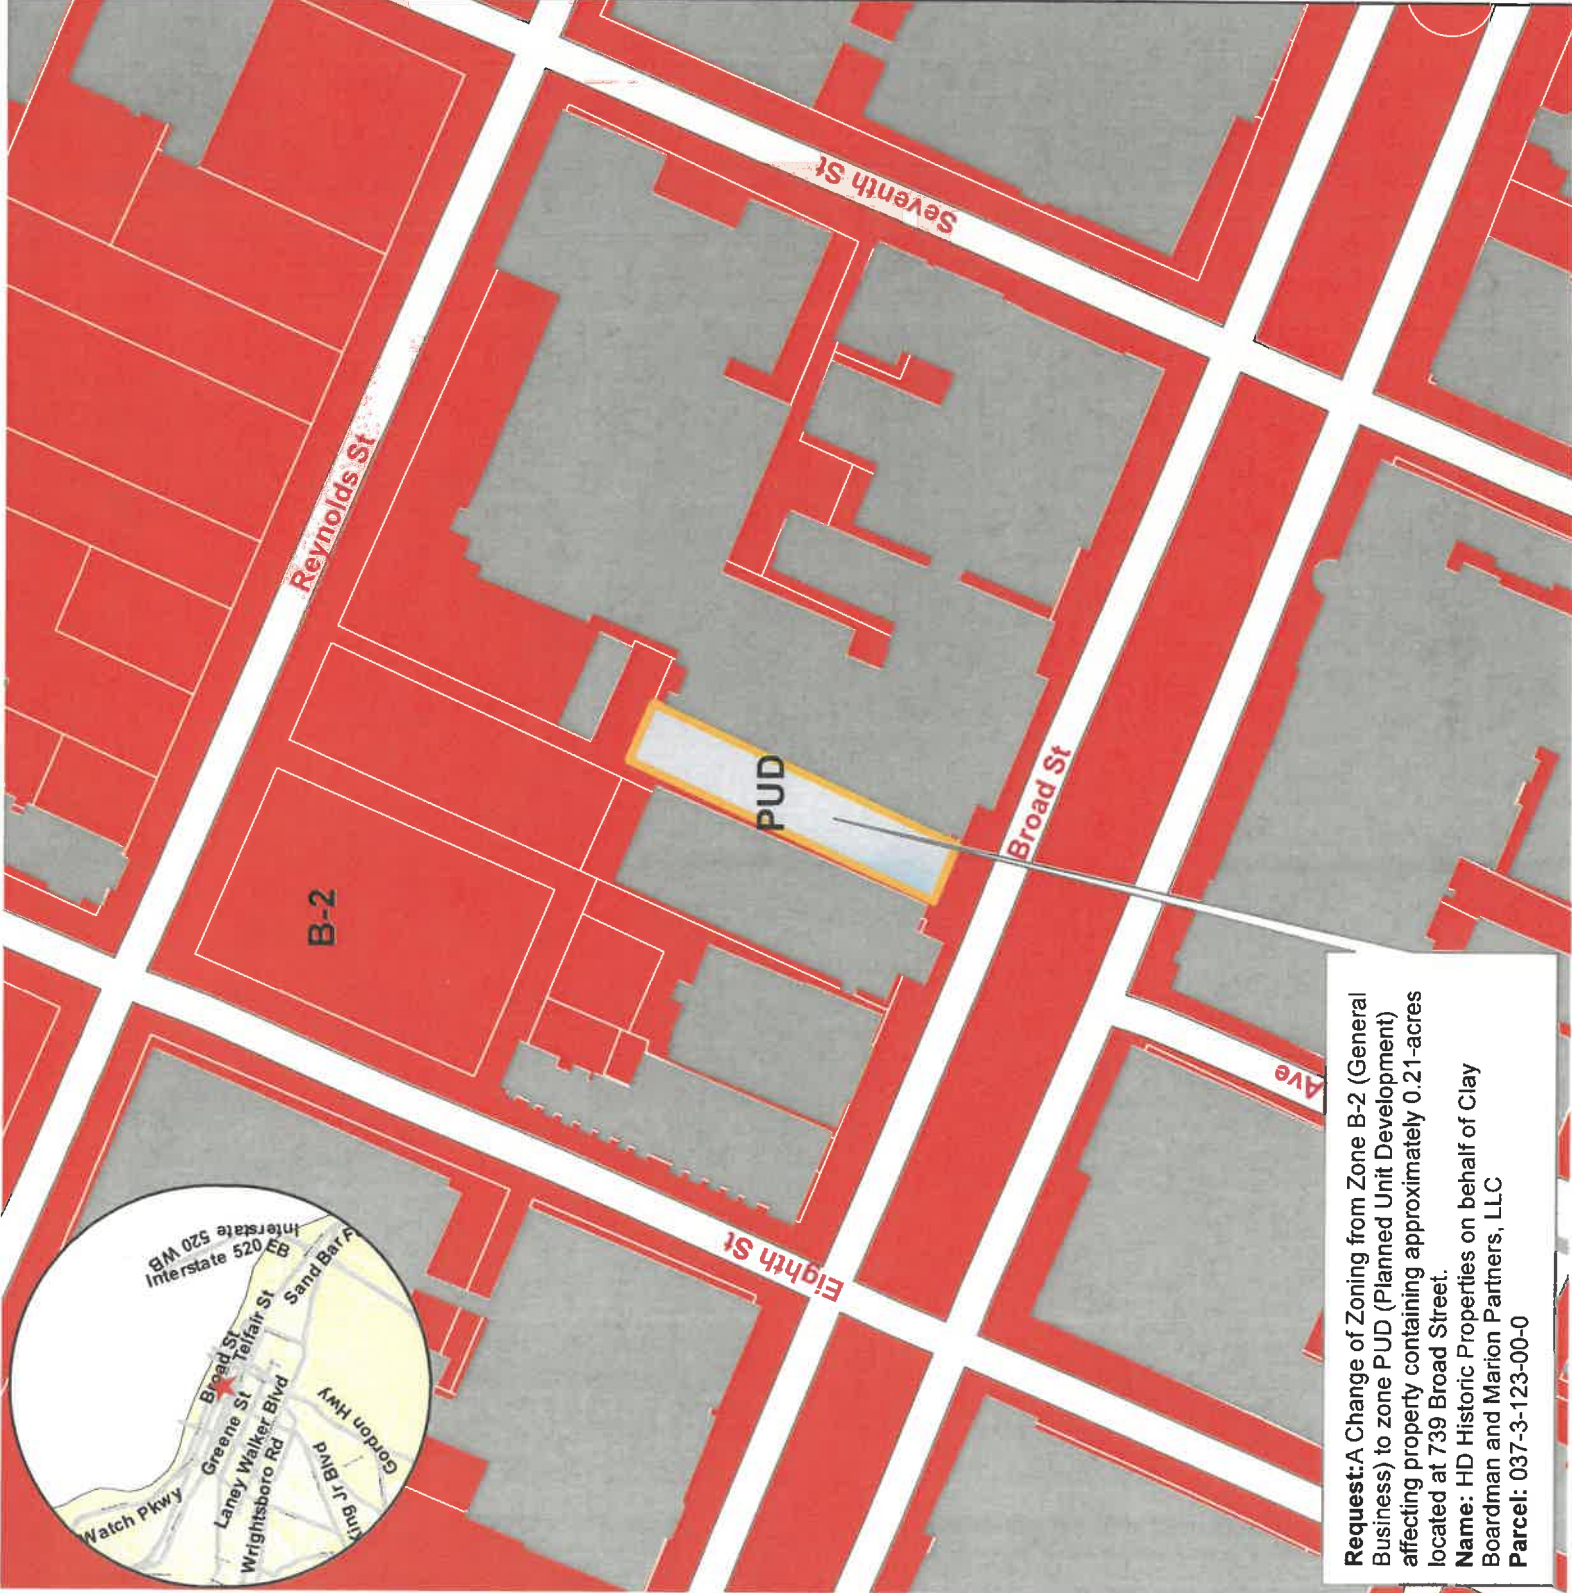 Reynolds St
Seventh St
B-2
PUD
Broad St
Eighth St
Ave
Interstate 520 WB
Interstate 520 EB
Sand Bar F
Broad St
Telfair St
Greene St
Laney Walker Blvd
Wrightsboro Rd
Gordon Hwy
King Jr Blvd
Watch Pkwy
Request:A Change of Zoning from Zone B-2 (General
Business) to zone PUD (Planned Unit Development)
affecting property containing approximately 0.21-acres
located at 739 Broad Street.
Name: HD Historic Properties on behalf of Clay
Boardman and Marion Partners, LLC
Parcel: 037-3-123-00-0